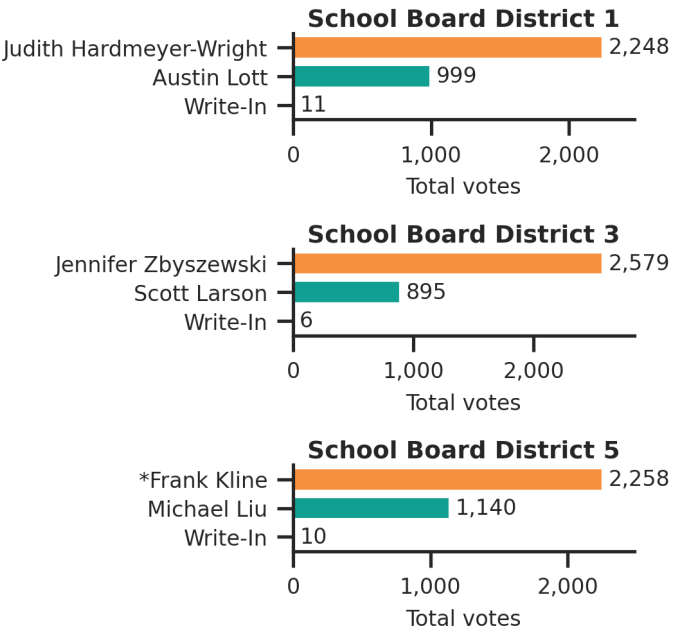 School Board District 1
Judith Hardmeyer-Wright 2,248
Austin Lott 999
Write-In 11
0 1,000 2,000
Total votes
School Board District 3
Jennifer Zbyszewski 2,579
Scott Larson 895
Write-In 6
0 1,000 2,000
Total votes
School Board District 5
*Frank Kline 2,258
Michael Liu 1,140
Write-In 10
0 1,000 2,000
Total votes